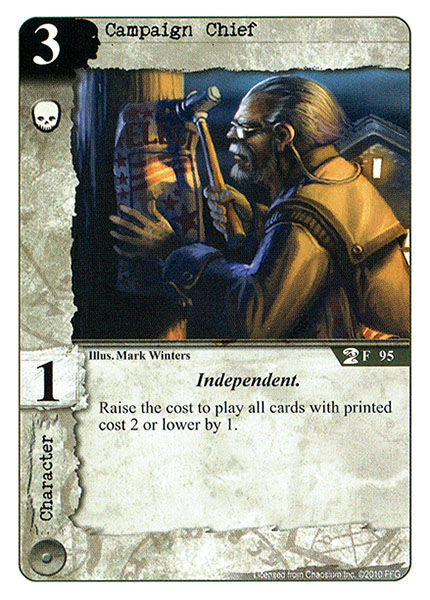 3
Campaign Chief
ELEC
Illus. Mark Winters
F 95
1
Independent.
Raise the cost to play all cards with printed
cost 2 or lower by 1.
Character
Licensed from Chaosium Inc. ©2010 FFG